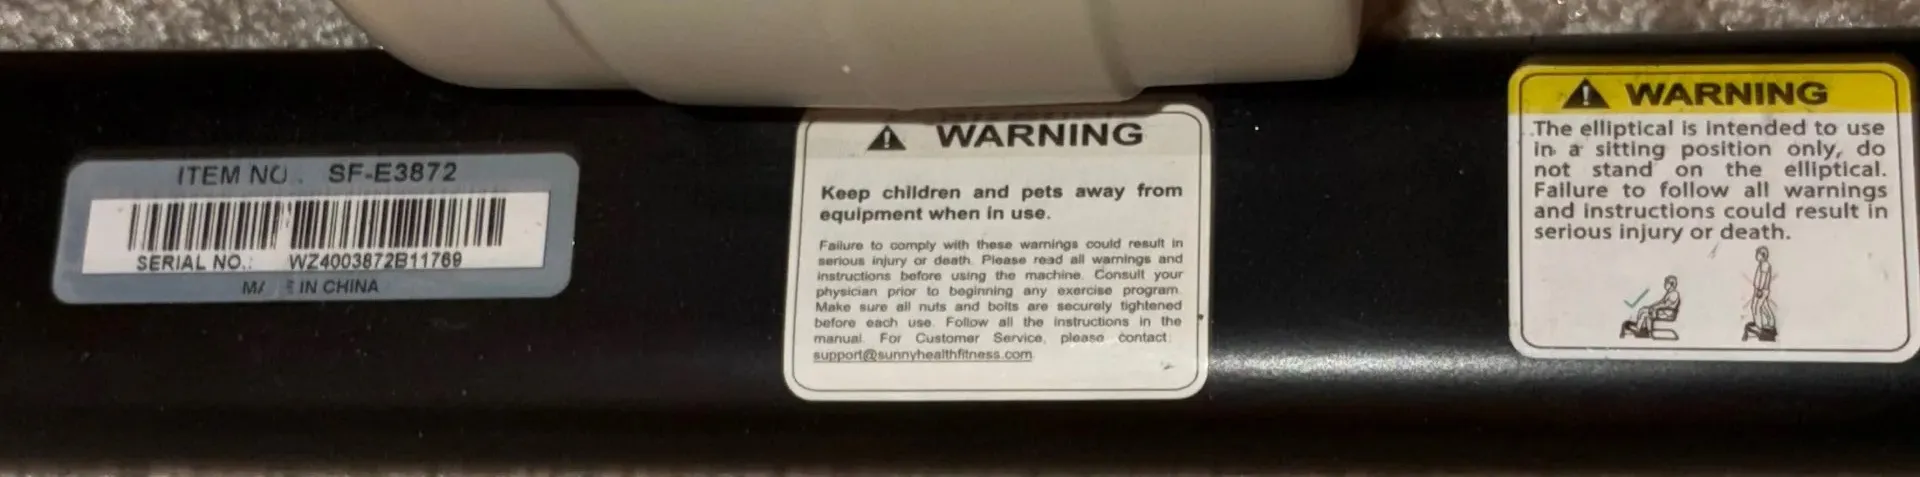 ITEM NO. SF-E3872
SERIAL NO.: WZ4003872B11769
IN CHINA
WARNING
Keep children and pets away from
equipment when in use.
Failure to comply with these warnings could result in
serious injury or death. Please read all warnings and
instructions before using the machine. Consult your
physician prior to beginning any exercise program.
Make sure all nuts and bolts are securely tightened
before each use. Follow all the instructions in the
manual. For Customer Service, please contact:
support@sunnyhealthfitness.com
WARNING
The elliptical is intended to use
in a sitting position only, do
not stand on the elliptical.
Failure to follow all warnings
and instructions could result in
serious injury or death.